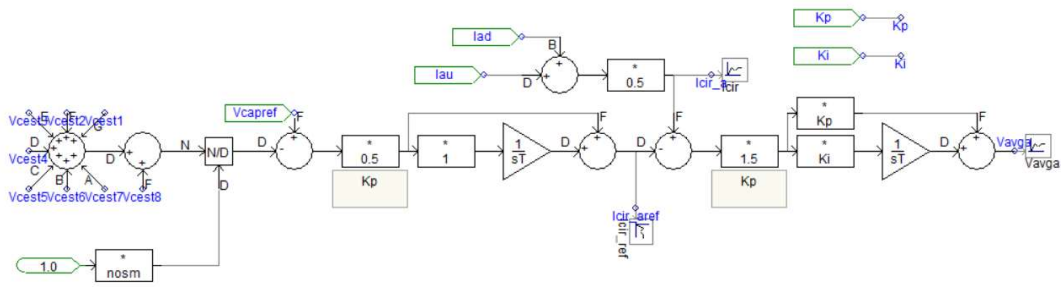 Kp
Kp
Iad
B
Iau
D
*
0.5
Icir_a
Icir
Ki
Ki
Vcapref
F
F
F
*
Kp
F
E
F
G
Vcest3
Vcest2
Vcest1
D
Vcest4
D
N
N/D
D
*
0.5
*
1
1
sT
D
D
*
1.5
*
Ki
1
sT
D
Vavga
Vavga
C
B
A
F
D
Vcest5
Vcest6
Vcest7
Vcest8
Kp
Kp
Icir_aref
Icir_ref
1.0
*
nosm